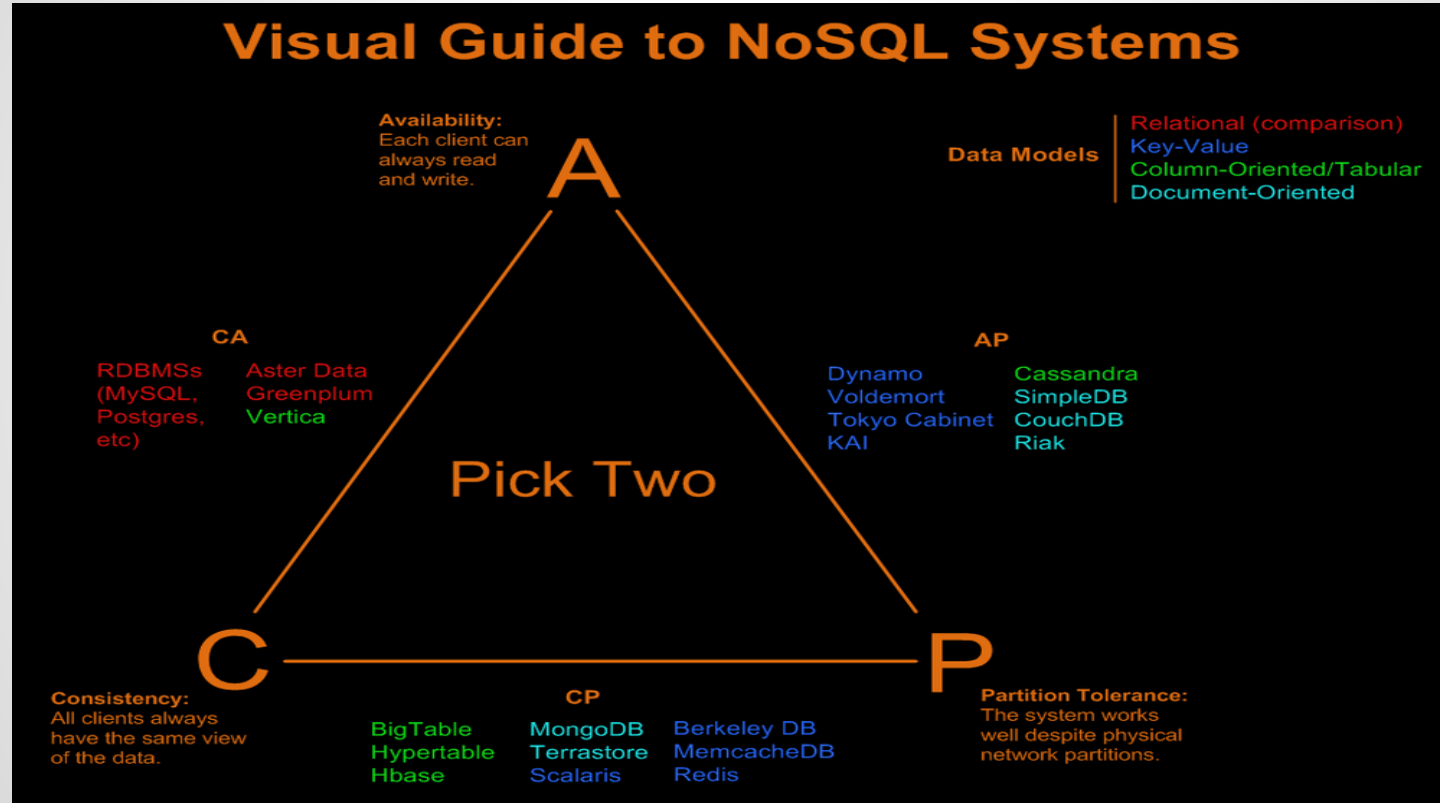 Visual Guide to NoSQL Systems
Availability:
Each client can
always read
and write.
A
Data Models
Relational (comparison)
Key-Value
Column-Oriented/Tabular
Document-Oriented
CA
RDBMSs
(MySQL,
Postgres,
etc)
Aster Data
Greenplum
Vertica
AP
Dynamo
Voldemort
Tokyo Cabinet
KAI
Cassandra
SimpleDB
CouchDB
Riak
Pick Two
C
P
Consistency:
All clients always
have the same view
of the data.
CP
BigTable
Hypertable
Hbase
MongoDB
Terrastore
Scalaris
Berkeley DB
MemcacheDB
Redis
Partition Tolerance:
The system works
well despite physical
network partitions.